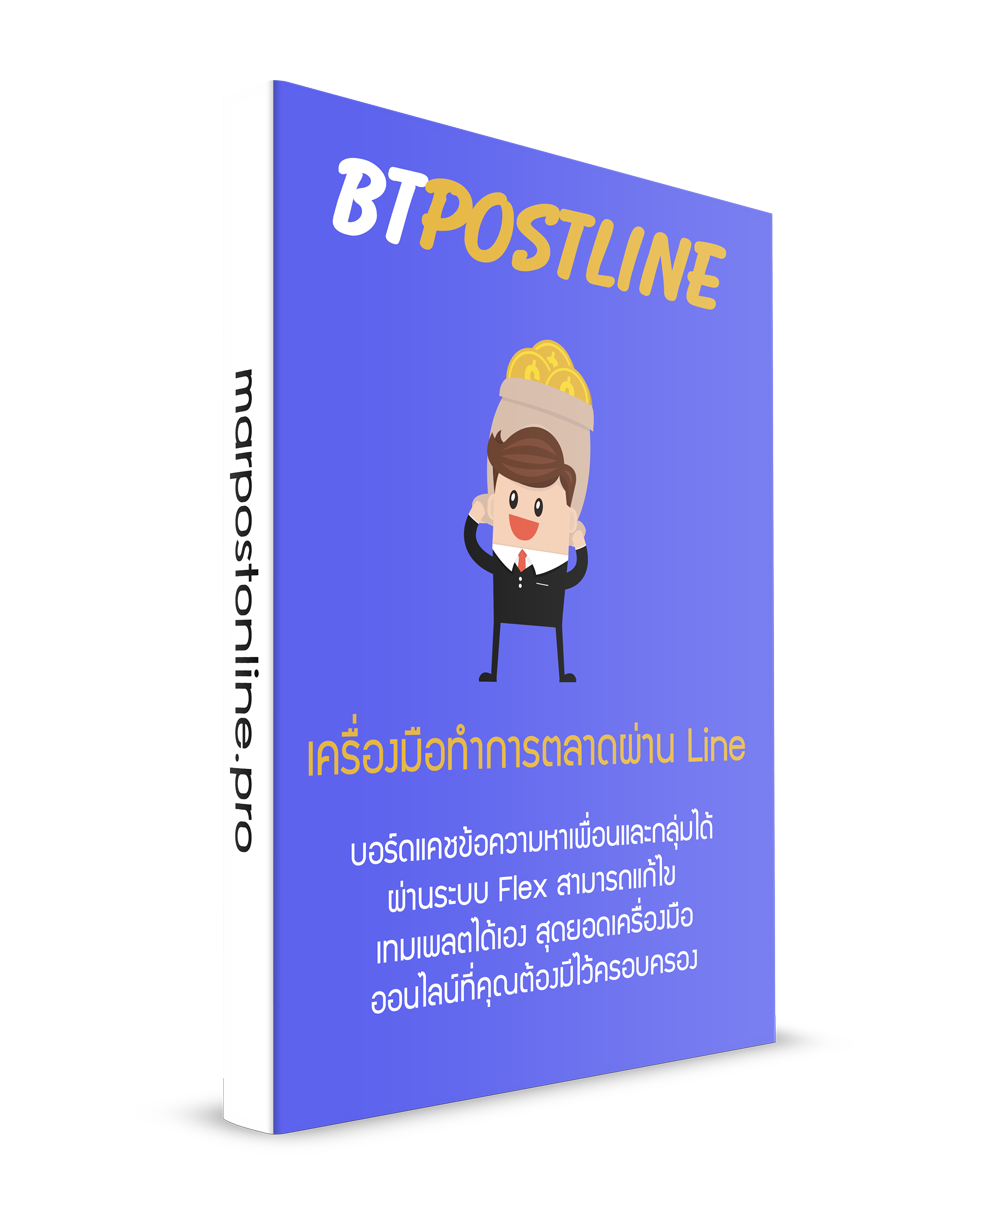 BTPOSTLINE
เครื่องมือทำการตลาดผ่าน Line
บอร์ดแคชข้อความหาเพื่อนและกลุ่มได้
ผ่านระบบ Flex สามารถแก้ไข
เทมเพลตได้เอง สุดยอดเครื่องมือ
ออนไลน์ที่คุณต้องมีไว้ครอบครอง
marpostonline.pro